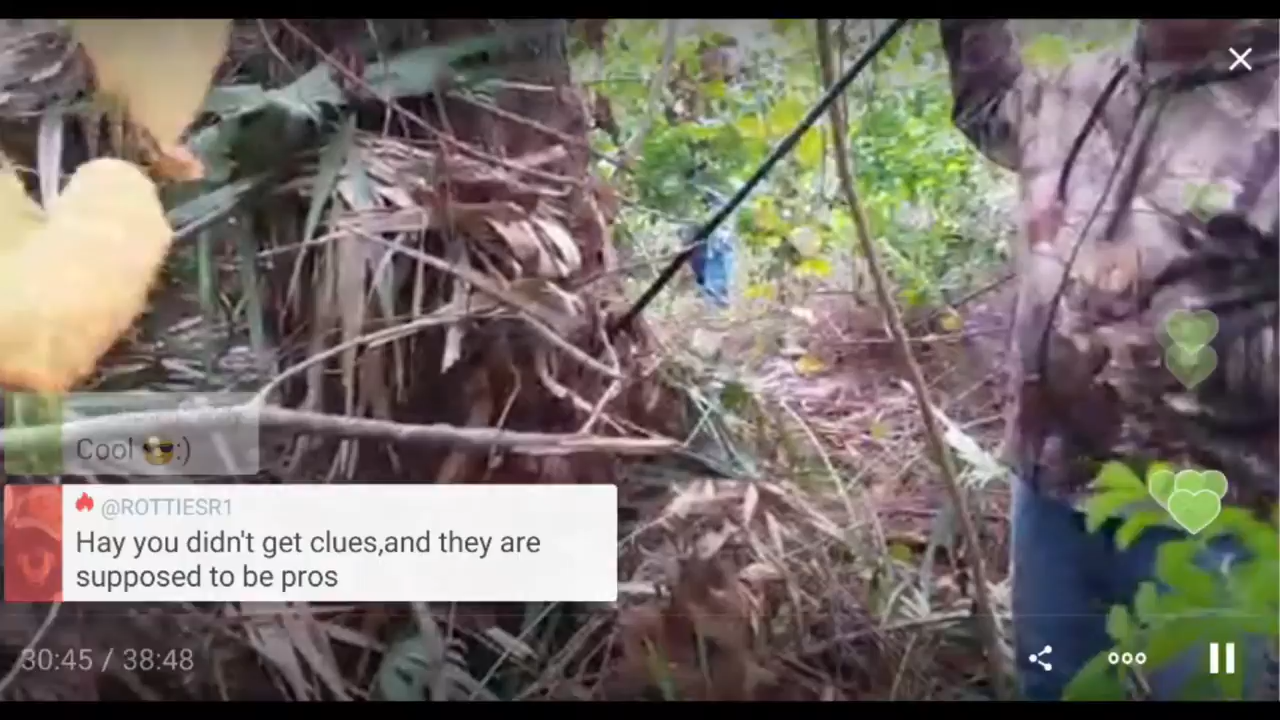 Cool 😎:)
@ROTTIESR1
Hay you didn't get clues,and they are
supposed to be pros
30:45 / 38:48